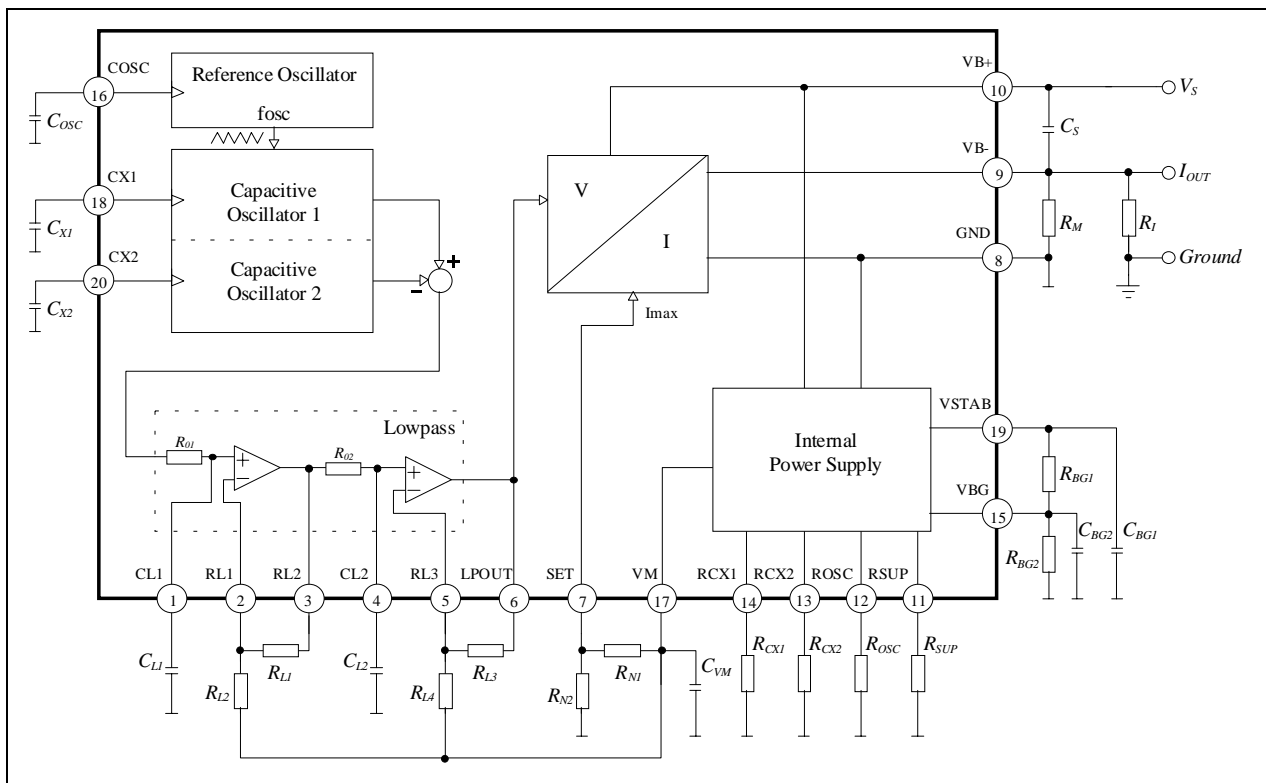 COSC
16
C_OSC
Reference Oscillator
fosc
CX1
18
C_X1
CX2
20
C_X2
Capacitive
Oscillator 1
Capacitive
Oscillator 2
+
-
V
I
Imax
VB+
10
V_S
C_S
VB-
9
I_OUT
R_M
R_I
GND
8
Ground
Lowpass
R_01
+
-
R_02
+
-
Internal
Power Supply
VSTAB
19
R_BG1
VBG
15
R_BG2
C_BG2
C_BG1
CL1
RL1
RL2
CL2
RL3
LPOUT
SET
VM
RCX1
RCX2
ROSC
RSUP
1
2
3
4
5
6
7
17
14
13
12
11
C_L1
R_L2
R_L1
C_L2
R_L4
R_L3
R_N2
R_N1
C_VM
R_CX1
R_CX2
R_OSC
R_SUP